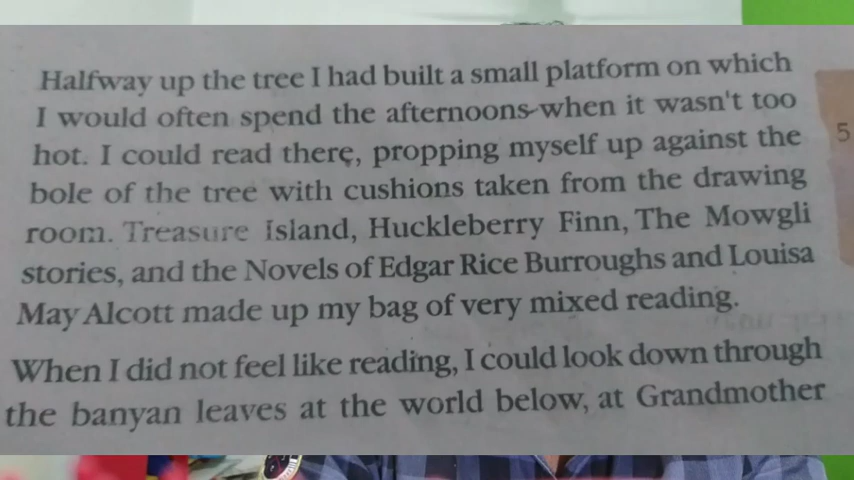 Halfway up the tree I had built a small platform on which
I would often spend the afternoons when it wasn't too
hot. I could read there, propping myself up against the
bole of the tree with cushions taken from the drawing
room. Treasure Island, Huckleberry Finn, The Mowgli
stories, and the Novels of Edgar Rice Burroughs and Louisa
May Alcott made up my bag of very mixed reading.
When I did not feel like reading, I could look down through
the banyan leaves at the world below, at Grandmother
5